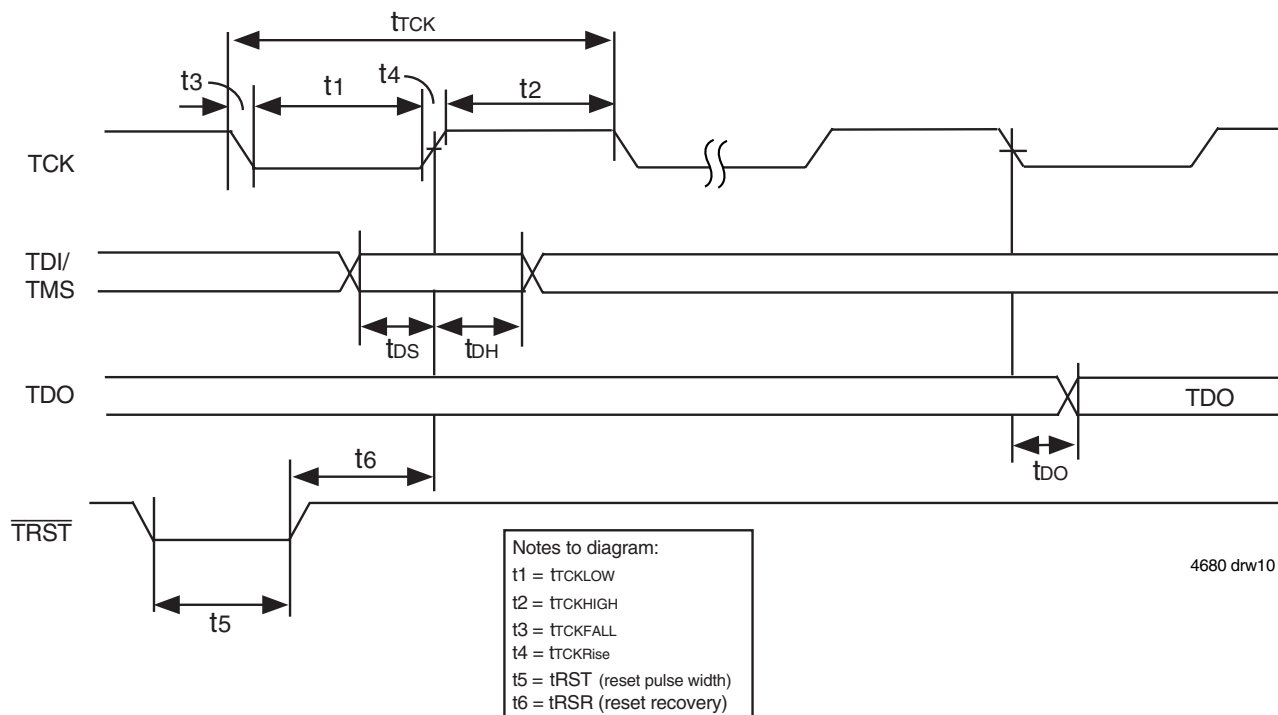 tTCK
t3
t1
t4
t2
TCK
TDI/
TMS
tDS
tDH
TDO
TDO
tDO
t6
TRST
t5
Notes to diagram:
t1 = tTCKLOW
t2 = tTCKHIGH
t3 = tTCKFALL
t4 = tTCKRise
t5 = tRST (reset pulse width)
t6 = tRSR (reset recovery)
4680 drw10